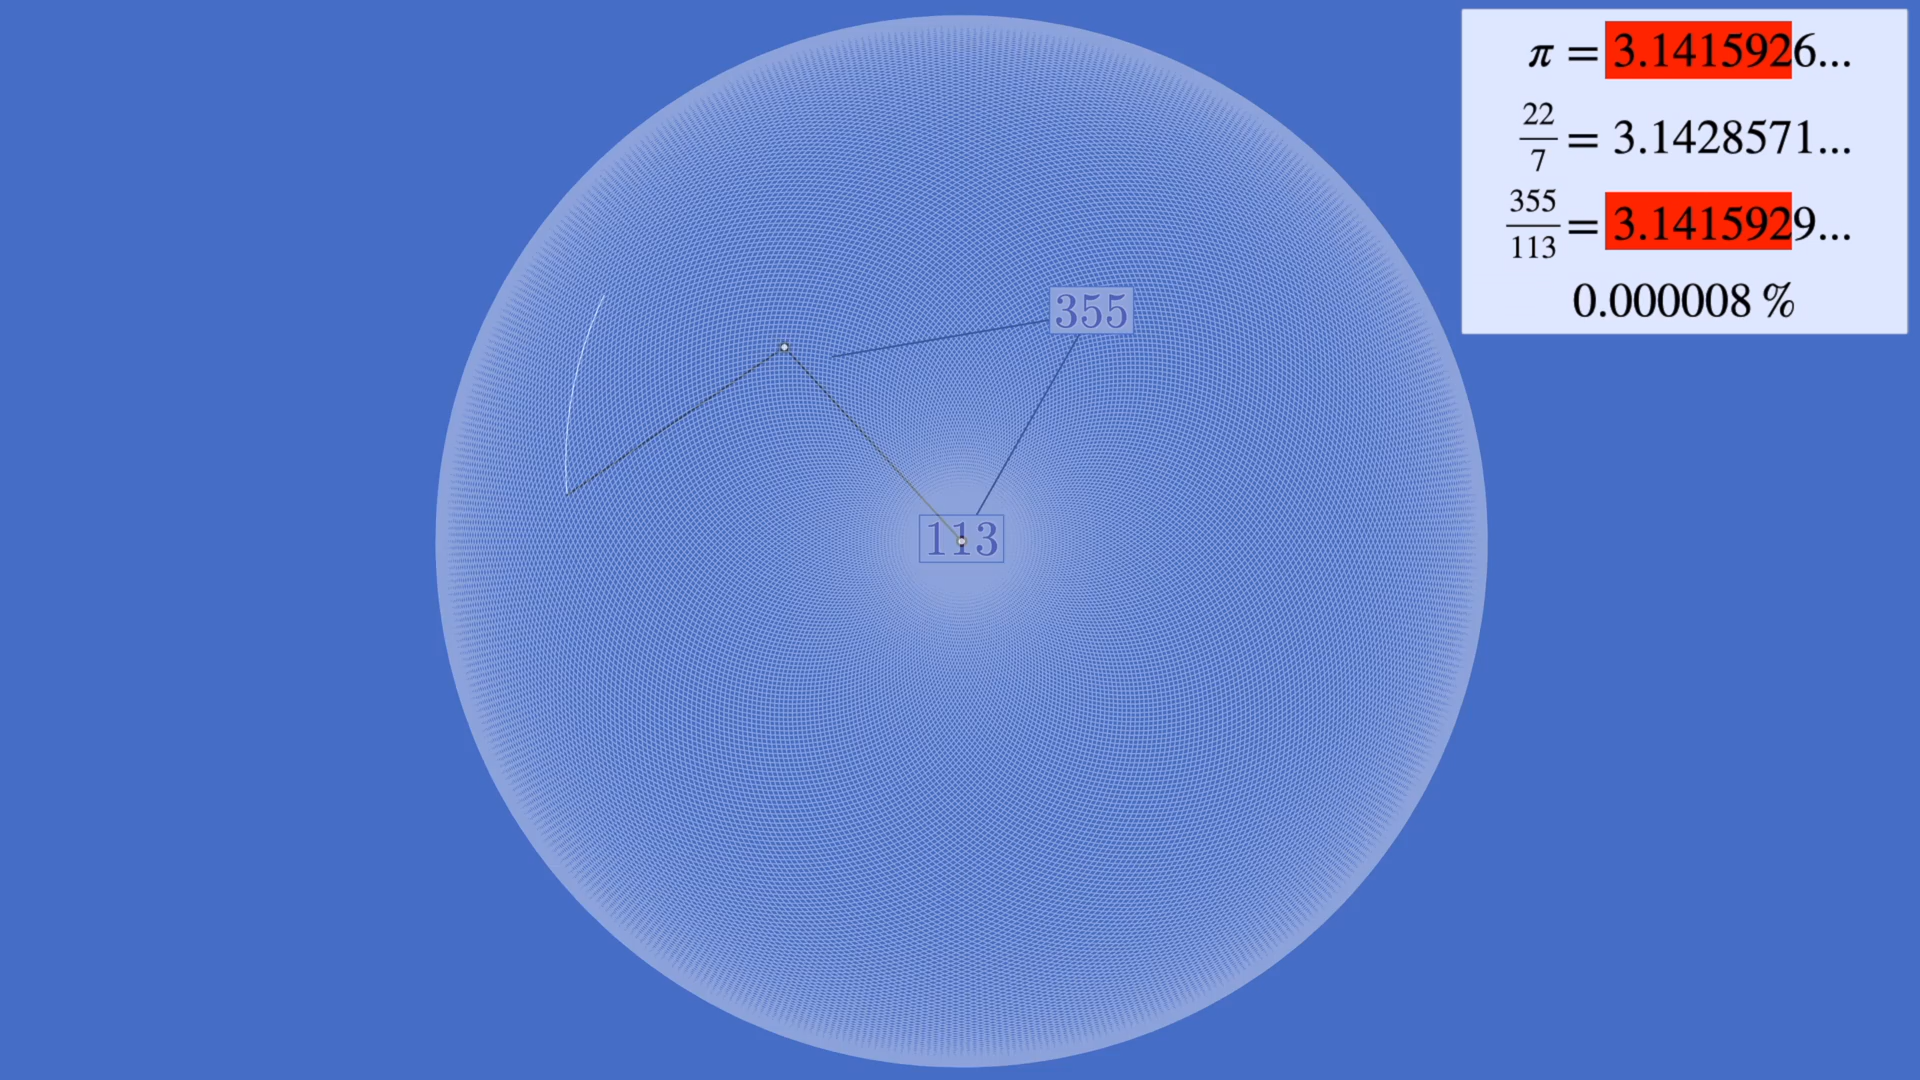 π = 3.1415926...
22/7 = 3.1428571...
355/113 = 3.1415929...
0.000008 %
355
113